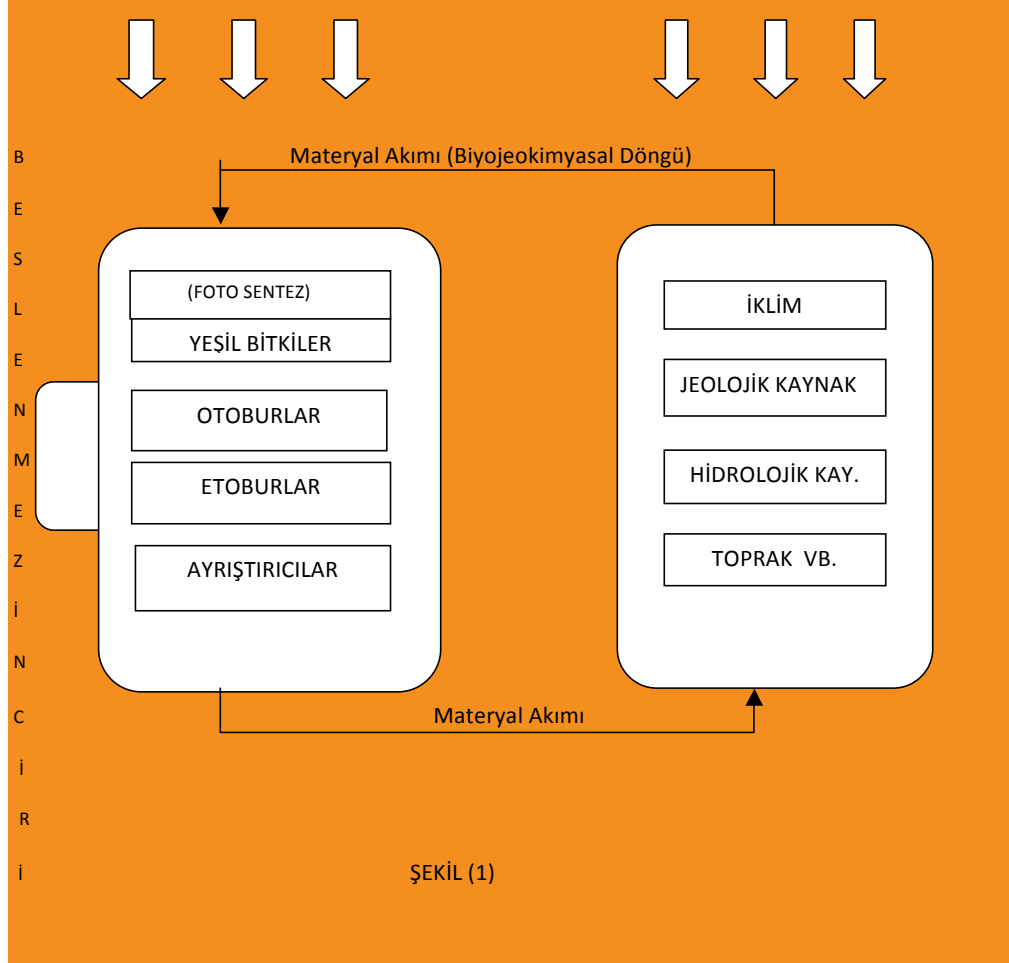 Materyal Akımı (Biyojeokimyasal Döngü)
B
E
S
L
E
N
M
E
Z
İ
N
C
İ
R
İ
(FOTO SENTEZ)
YEŞİL BİTKİLER
OTOBURLAR
ETOBURLAR
AYRIŞTIRICILAR
İKLİM
JEOLOJİK KAYNAK
HİDROLOJİK KAY.
TOPRAK VB.
Materyal Akımı
ŞEKİL (1)